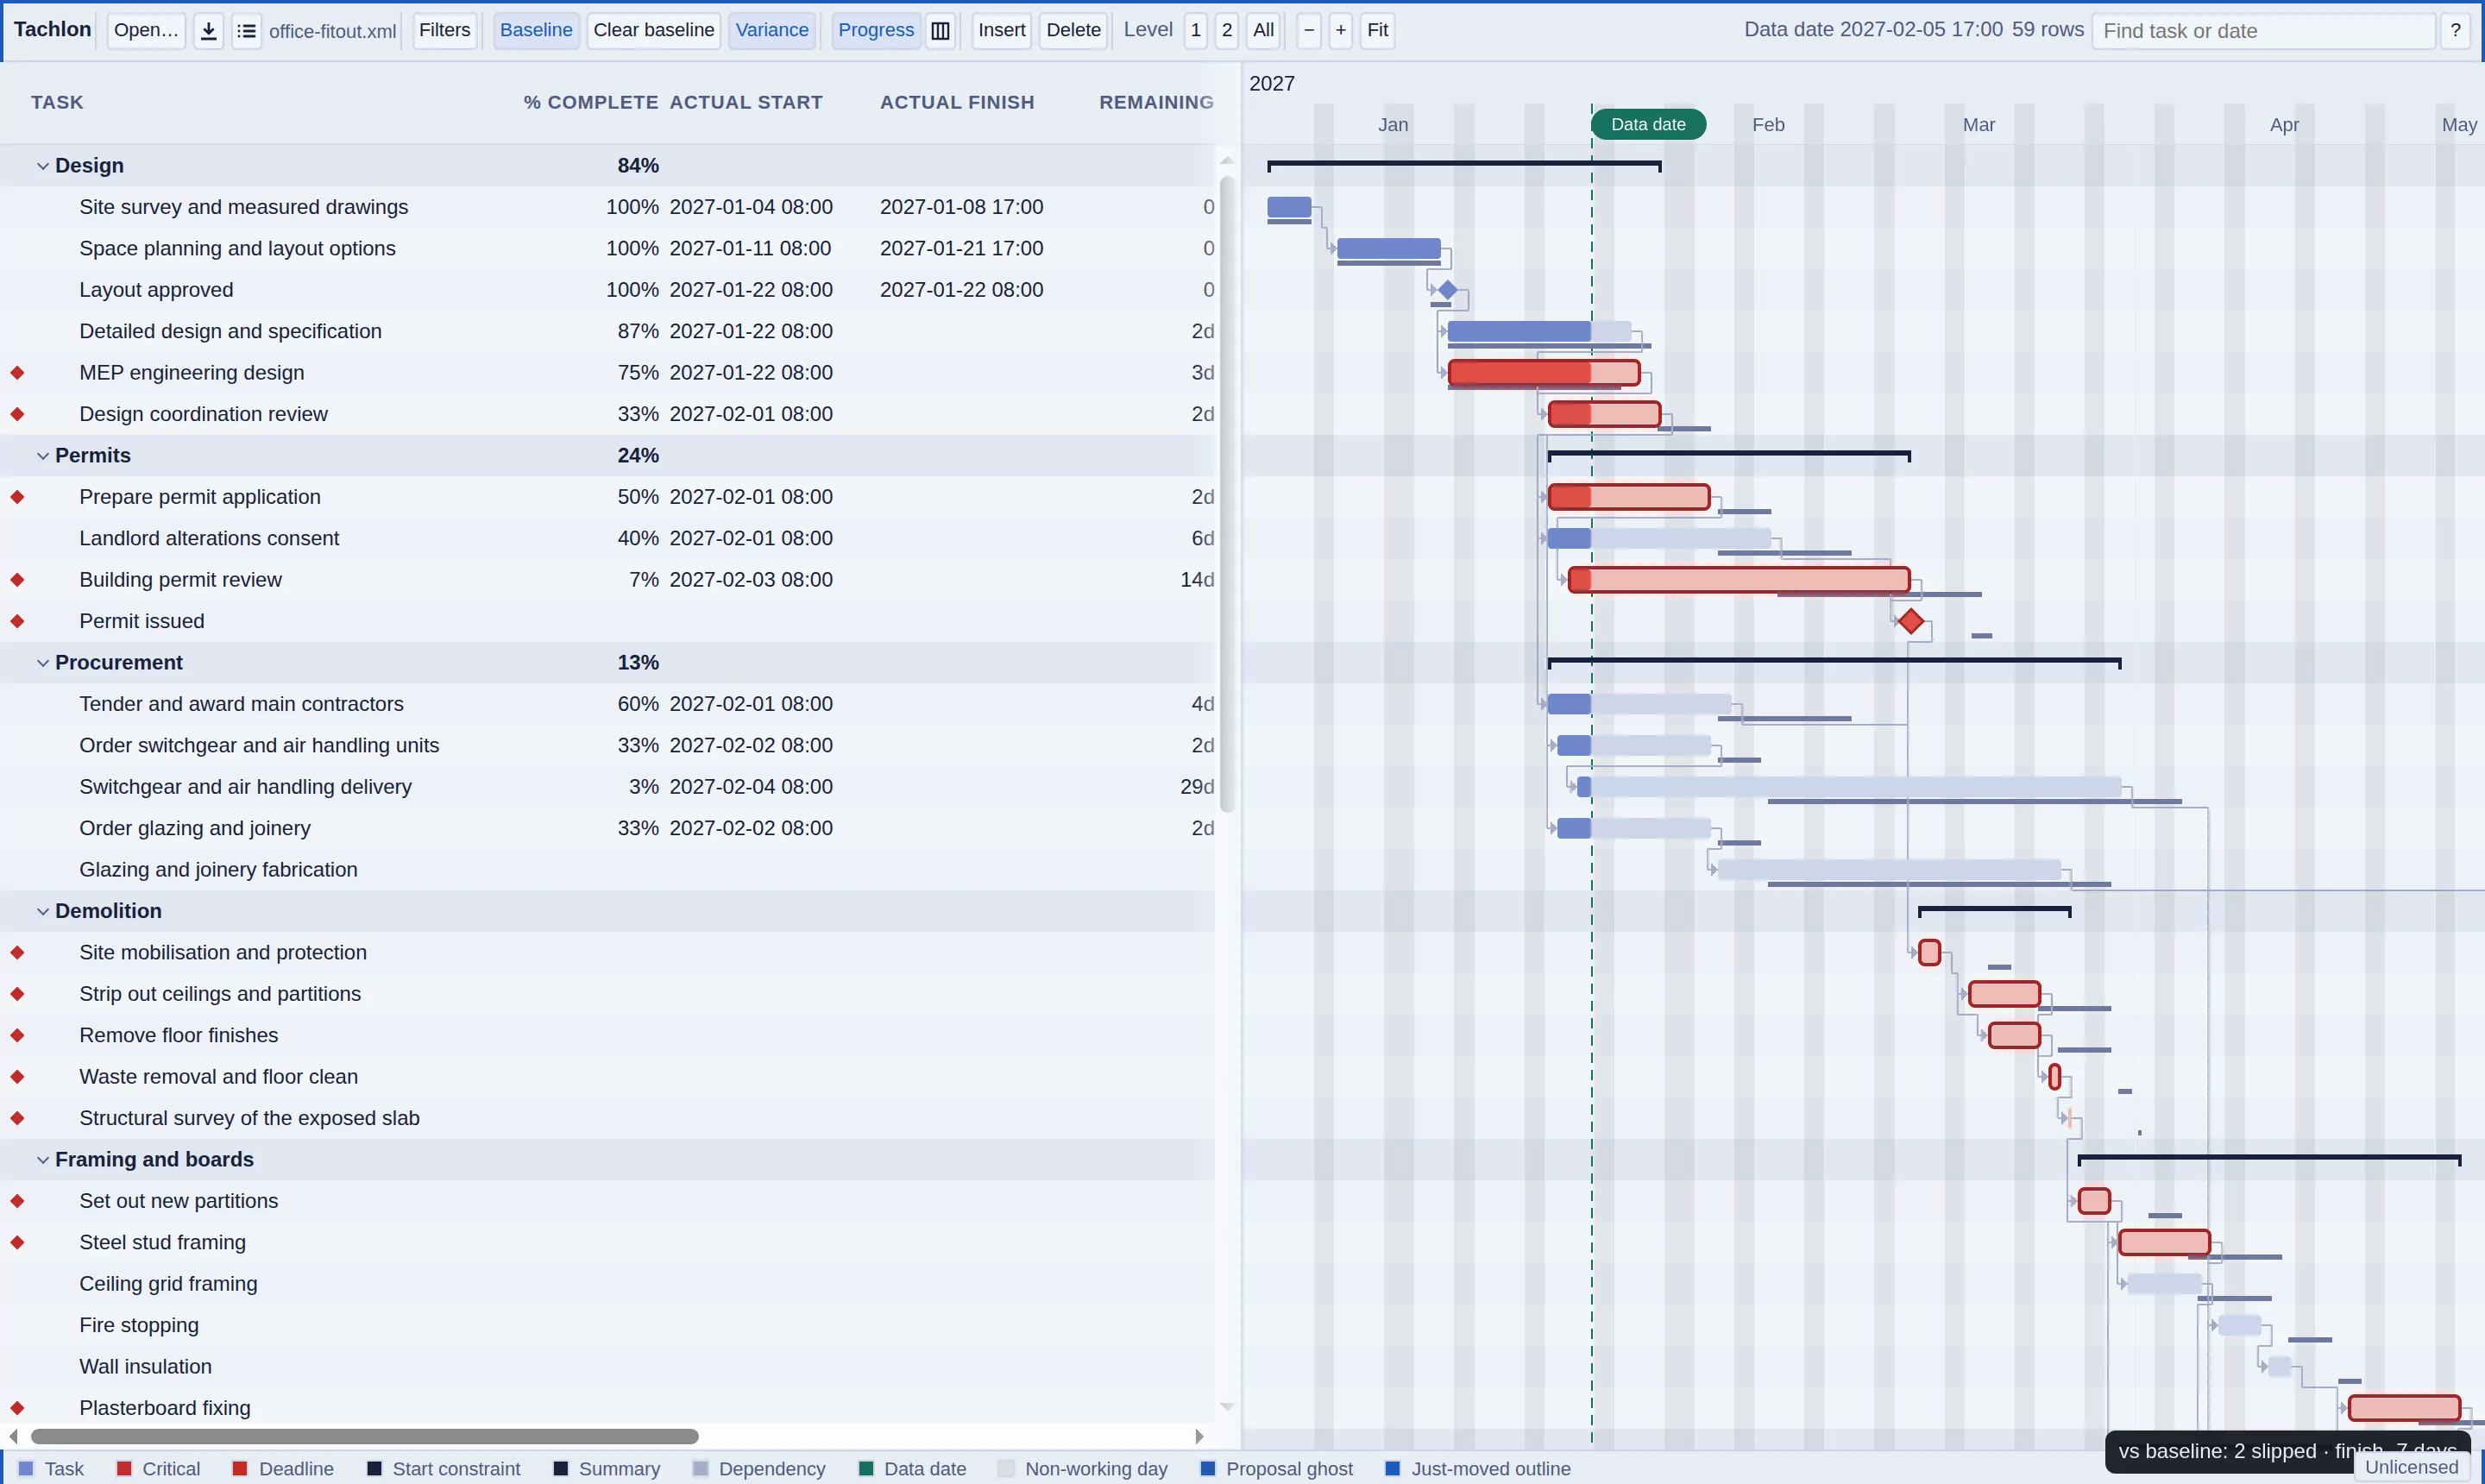 Tachlon Open… office-fitout.xml Filters Baseline Clear baseline Variance Progress Insert Delete Level 1 2 All − + Fit Data date 2027-02-05 17:00 59 rows Find task or date ?
TASK % COMPLETE ACTUAL START ACTUAL FINISH REMAINING
2027
Jan Data date Feb Mar Apr May
Design 84%
Site survey and measured drawings 100% 2027-01-04 08:00 2027-01-08 17:00 0
Space planning and layout options 100% 2027-01-11 08:00 2027-01-21 17:00 0
Layout approved 100% 2027-01-22 08:00 2027-01-22 08:00 0
Detailed design and specification 87% 2027-01-22 08:00 2d
MEP engineering design 75% 2027-01-22 08:00 3d
Design coordination review 33% 2027-02-01 08:00 2d
Permits 24%
Prepare permit application 50% 2027-02-01 08:00 2d
Landlord alterations consent 40% 2027-02-01 08:00 6d
Building permit review 7% 2027-02-03 08:00 14d
Permit issued
Procurement 13%
Tender and award main contractors 60% 2027-02-01 08:00 4d
Order switchgear and air handling units 33% 2027-02-02 08:00 2d
Switchgear and air handling delivery 3% 2027-02-04 08:00 29d
Order glazing and joinery 33% 2027-02-02 08:00 2d
Glazing and joinery fabrication
Demolition
Site mobilisation and protection
Strip out ceilings and partitions
Remove floor finishes
Waste removal and floor clean
Structural survey of the exposed slab
Framing and boards
Set out new partitions
Steel stud framing
Ceiling grid framing
Fire stopping
Wall insulation
Plasterboard fixing
vs baseline: 2 slipped · finish 7 days
Task Critical Deadline Start constraint Summary Dependency Data date Non-working day Proposal ghost Just-moved outline
Unlicensed